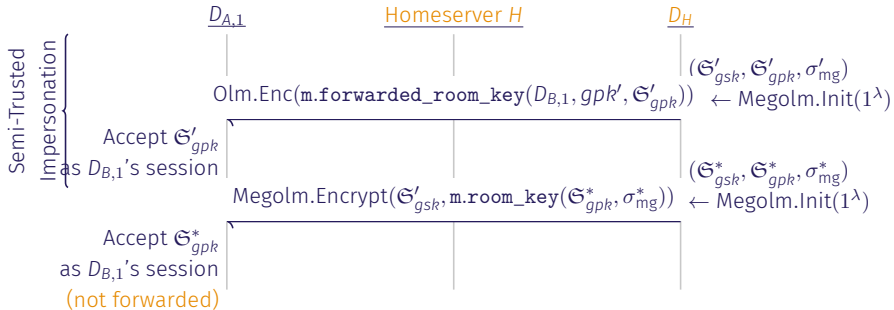 D_{A,1} Homeserver H D_H
Semi-Trusted
Impersonation
(𝔖′_{gsk}, 𝔖′_{gpk}, σ′_{mg})
Olm.Enc(m.forwarded_room_key(D_{B,1}, gpk′, 𝔖′_{gpk})) ← Megolm.Init(1^λ)
Accept 𝔖′_{gpk}
as D_{B,1}'s session
(𝔖*_{gsk}, 𝔖*_{gpk}, σ*_{mg})
Megolm.Encrypt(𝔖′_{gsk}, m.room_key(𝔖*_{gpk}, σ*_{mg})) ← Megolm.Init(1^λ)
Accept 𝔖*_{gpk}
as D_{B,1}'s session
(not forwarded)